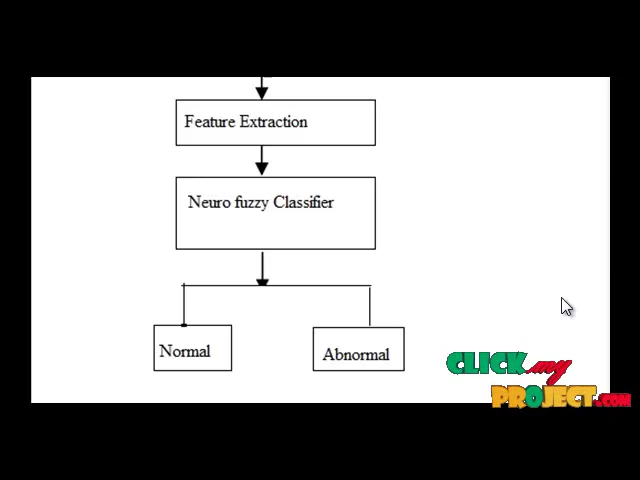 Feature Extraction
Neuro fuzzy Classifier
Normal
Abnormal
CLICK my
PROJECT.COM